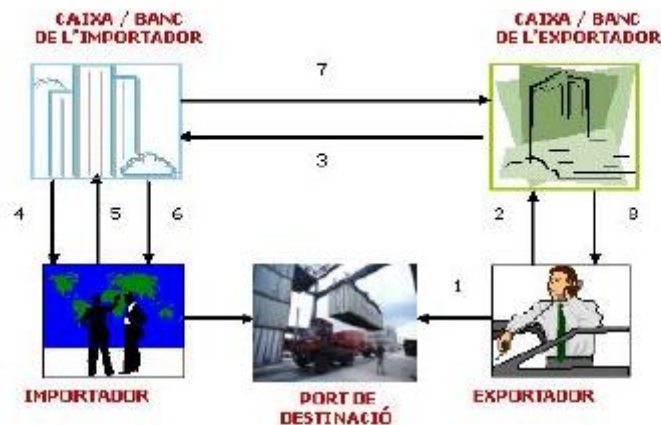 CAIXA / BANC
DE L'IMPORTADOR
CAIXA / BANC
DE L'EXPORTADOR
7
3
4
5
6
2
8
1
IMPORTADOR
PORT DE
DESTINACIÓ
EXPORTADOR